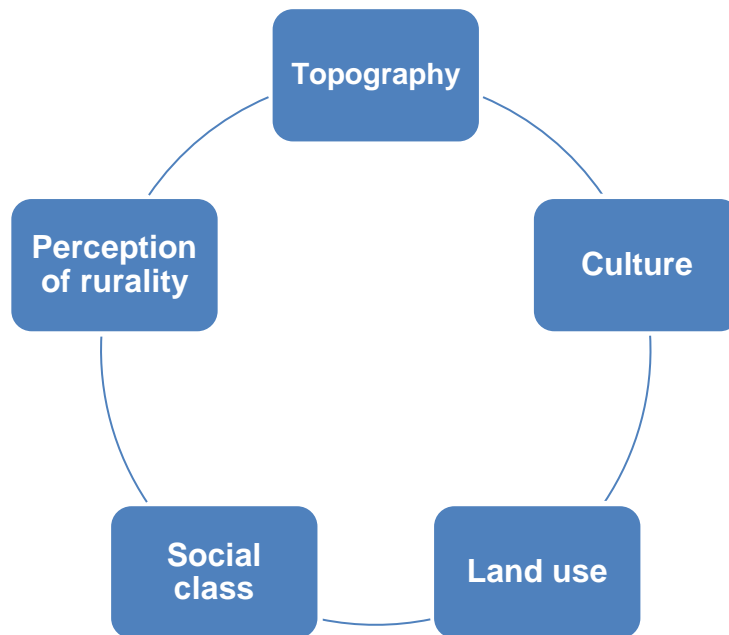 Topography
Culture
Land use
Social
class
Perception
of rurality